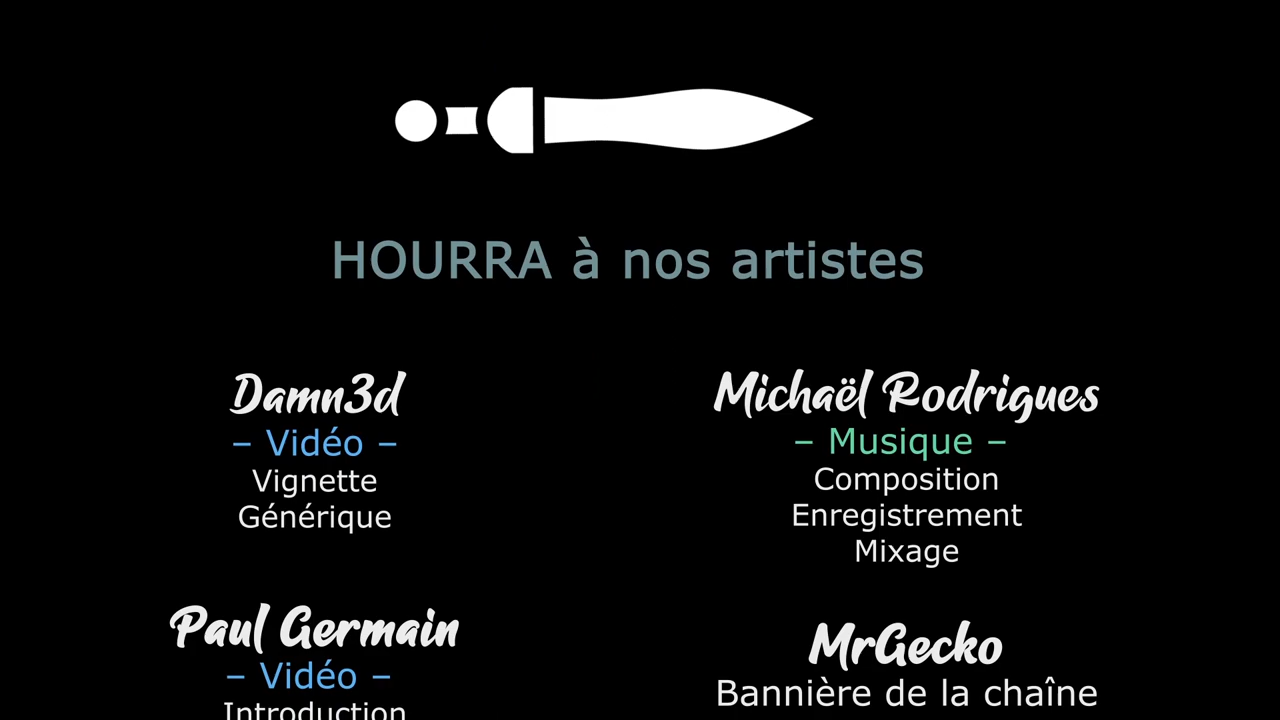 HOURRA à nos artistes
Damn3d
– Vidéo –
Vignette
Générique
Michaël Rodrigues
– Musique –
Composition
Enregistrement
Mixage
Paul Germain
– Vidéo –
Introduction
MrGecko
Bannière de la chaîne